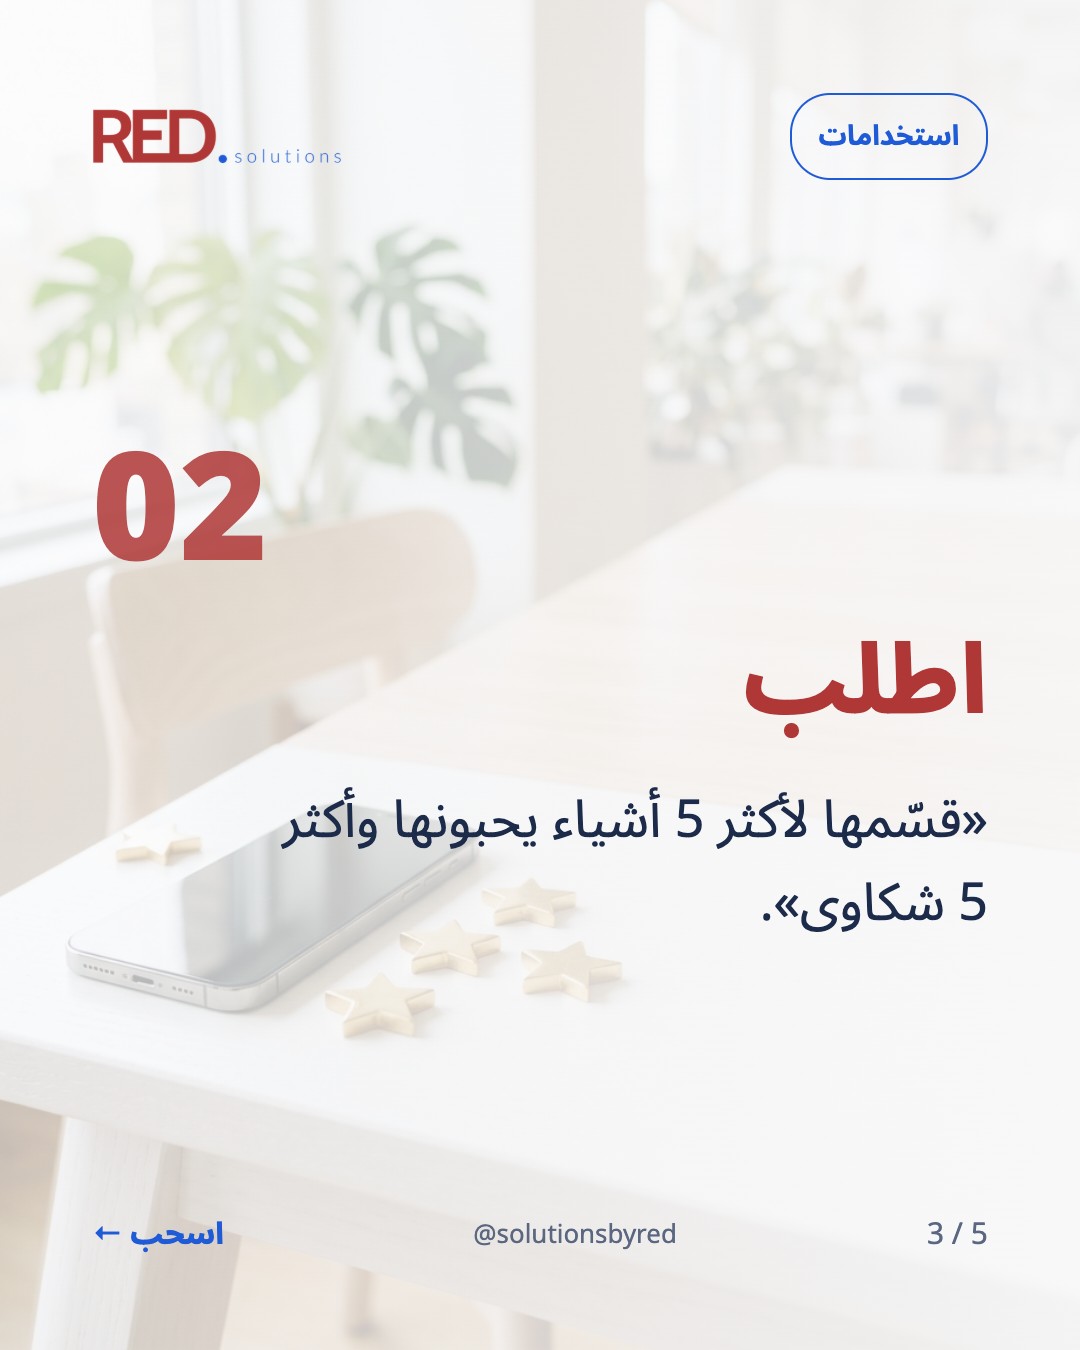 RED.solutions
استخدامات
02
اطلب
«قسّمها لأكثر 5 أشياء يحبونها وأكثر
5 شكاوى».
3 / 5
@solutionsbyred
اسحب ←